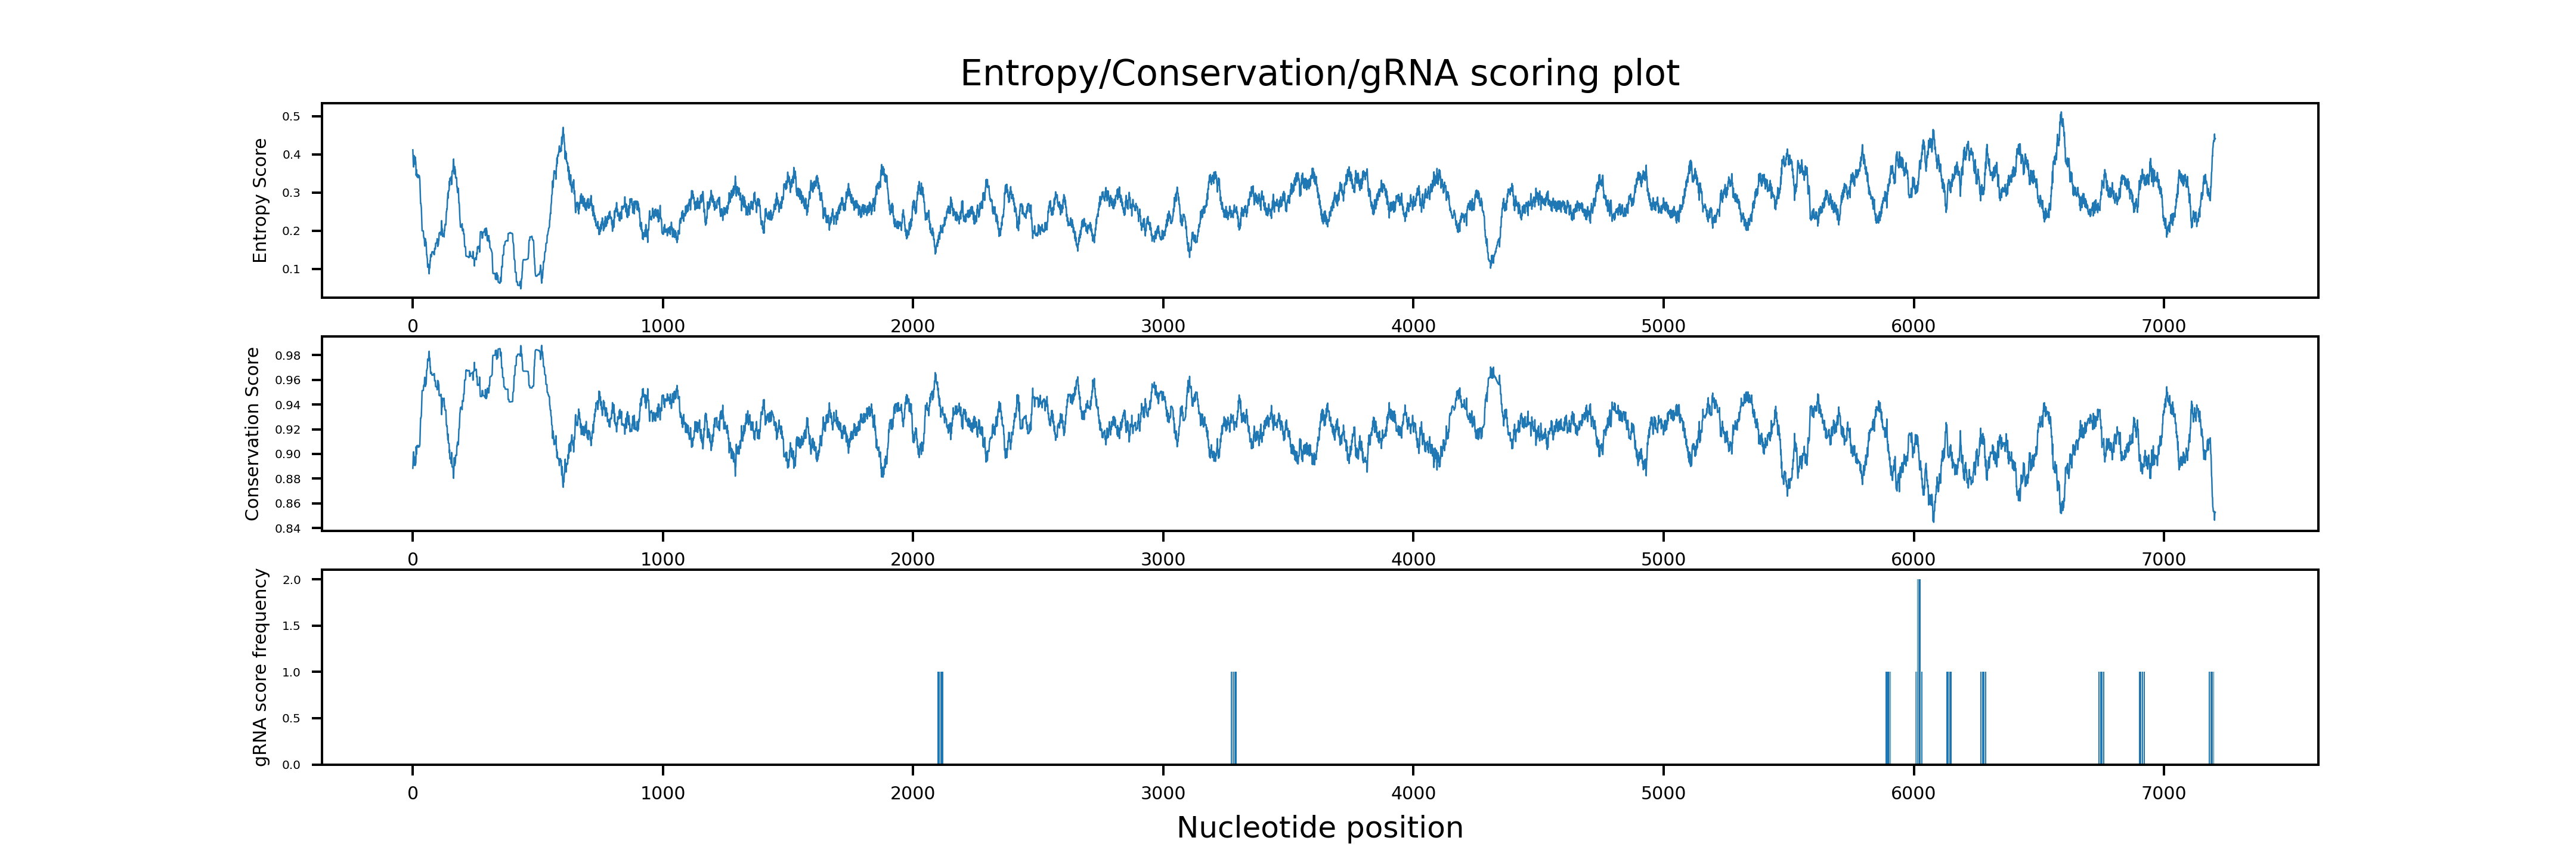 Entropy/Conservation/gRNA scoring plot
Entropy Score
0.5
0.4
0.3
0.2
0.1
0 1000 2000 3000 4000 5000 6000 7000
Conservation Score
0.98
0.96
0.94
0.92
0.90
0.88
0.86
0.84
0 1000 2000 3000 4000 5000 6000 7000
gRNA score frequency
2.0
1.5
1.0
0.5
0.0
0 1000 2000 3000 4000 5000 6000 7000
Nucleotide position